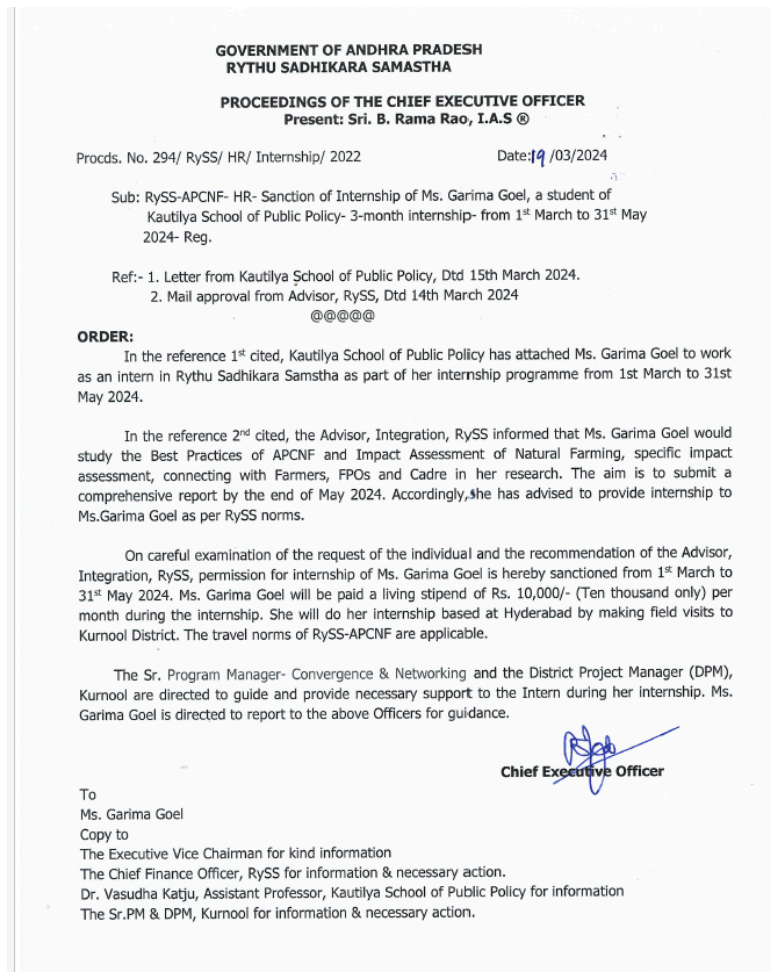 GOVERNMENT OF ANDHRA PRADESH
RYTHU SADHIKARA SAMASTHA
PROCEEDINGS OF THE CHIEF EXECUTIVE OFFICER
Present: Sri. B. Rama Rao, I.A.S ®
Procds. No. 294/ RySS/ HR/ Internship/ 2022 Date:19 /03/2024
Sub: RySS-APCNF- HR- Sanction of Internship of Ms. Garima Goel, a student of
Kautilya School of Public Policy- 3-month internship- from 1st March to 31st May
2024- Reg.
Ref:- 1. Letter from Kautilya School of Public Policy, Dtd 15th March 2024.
2. Mail approval from Advisor, RySS, Dtd 14th March 2024
@@@@@
ORDER:
In the reference 1st cited, Kautilya School of Public Policy has attached Ms. Garima Goel to work
as an intern in Rythu Sadhikara Samstha as part of her internship programme from 1st March to 31st
May 2024.
In the reference 2nd cited, the Advisor, Integration, RySS informed that Ms. Garima Goel would
study the Best Practices of APCNF and Impact Assessment of Natural Farming, specific impact
assessment, connecting with Farmers, FPOs and Cadre in her research. The aim is to submit a
comprehensive report by the end of May 2024. Accordingly,she has advised to provide internship to
Ms.Garima Goel as per RySS norms.
On careful examination of the request of the individual and the recommendation of the Advisor,
Integration, RySS, permission for internship of Ms. Garima Goel is hereby sanctioned from 1st March to
31st May 2024. Ms. Garima Goel will be paid a living stipend of Rs. 10,000/- (Ten thousand only) per
month during the internship. She will do her internship based at Hyderabad by making field visits to
Kurnool District. The travel norms of RySS-APCNF are applicable.
The Sr. Program Manager- Convergence & Networking and the District Project Manager (DPM),
Kurnool are directed to guide and provide necessary support to the Intern during her internship. Ms.
Garima Goel is directed to report to the above Officers for guidance.
Chief Executive Officer
To
Ms. Garima Goel
Copy to
The Executive Vice Chairman for kind information
The Chief Finance Officer, RySS for information & necessary action.
Dr. Vasudha Katju, Assistant Professor, Kautilya School of Public Policy for information
The Sr.PM & DPM, Kurnool for information & necessary action.